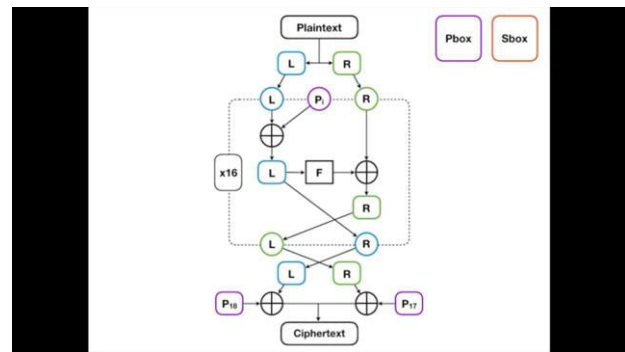 Plaintext
Pbox Sbox
L R
L Pi R
x16
L F
R
L R
L R
P18 P17
Ciphertext